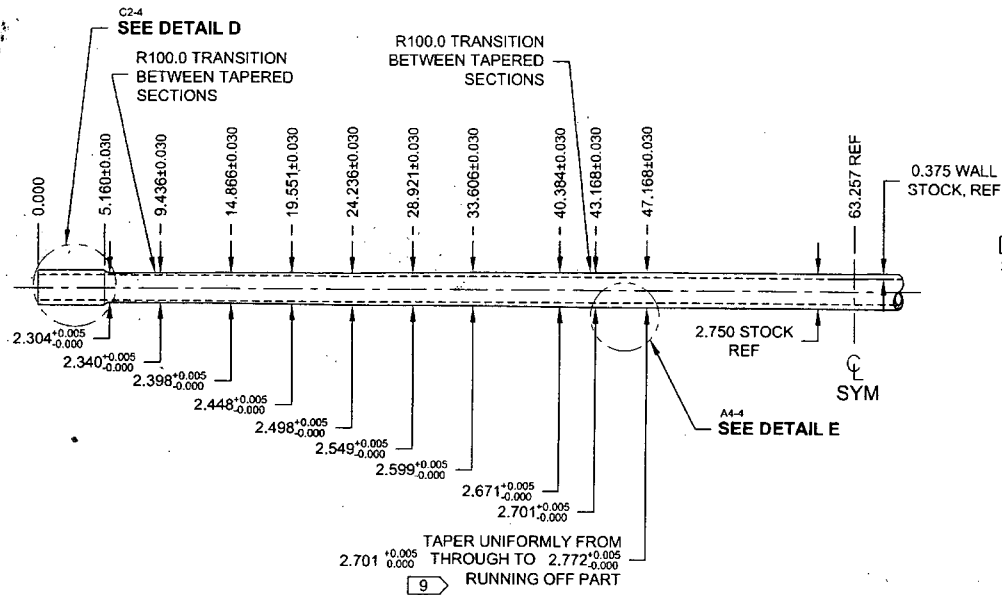 C2-4
SEE DETAIL D
R100.0 TRANSITION
BETWEEN TAPERED
SECTIONS
R100.0 TRANSITION
BETWEEN TAPERED
SECTIONS
0.000
5.160±0.030
9.436±0.030
14.866±0.030
19.551±0.030
24.236±0.030
28.921±0.030
33.606±0.030
40.384±0.030
43.168±0.030
47.168±0.030
63.257 REF
0.375 WALL
STOCK, REF
2.304 +0.005 -0.000
2.340 +0.005 -0.000
2.398 +0.005 -0.000
2.448 +0.005 -0.000
2.498 +0.005 -0.000
2.549 +0.005 -0.000
2.599 +0.005 -0.000
2.671 +0.005 -0.000
2.701 +0.005 -0.000
2.750 STOCK
REF
CL
SYM
A4-4
SEE DETAIL E
TAPER UNIFORMLY FROM
2.701 +0.005 0.000 THROUGH TO 2.772 +0.005 -0.000
RUNNING OFF PART
9